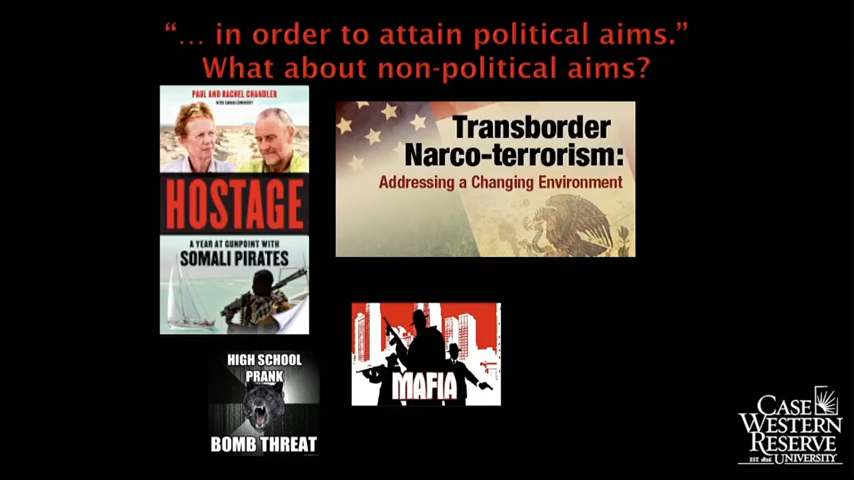 “... in order to attain political aims.”
What about non-political aims?
PAUL AND RACHEL CHANDLER
HOSTAGE
A YEAR AT GUNPOINT WITH
SOMALI PIRATES
Transborder
Narco-terrorism:
Addressing a Changing Environment
HIGH SCHOOL
PRANK
BOMB THREAT
MAFIA
CASE
WESTERN
RESERVE
EST. 1826 UNIVERSITY